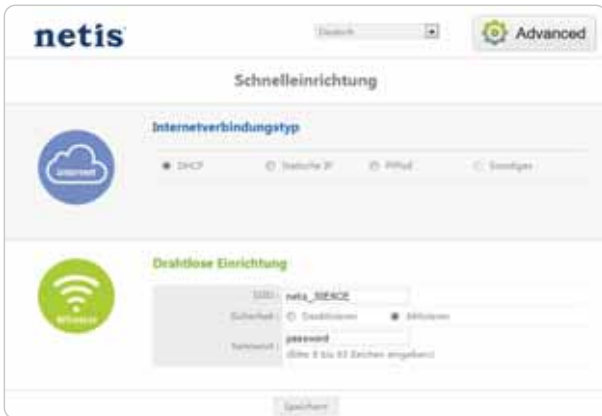 netis
Deutsch
Advanced
Schnelleinrichtung
Internetverbindungstyp
internet
DHCP Statische IP PPPoE Sonstiges
Drahtlose Einrichtung
Wireless
SSID:
Sicherheit: Deaktivieren Aktivieren
Kennwort: password
(Bitte 8 bis 63 Zeichen eingeben)
Speichern